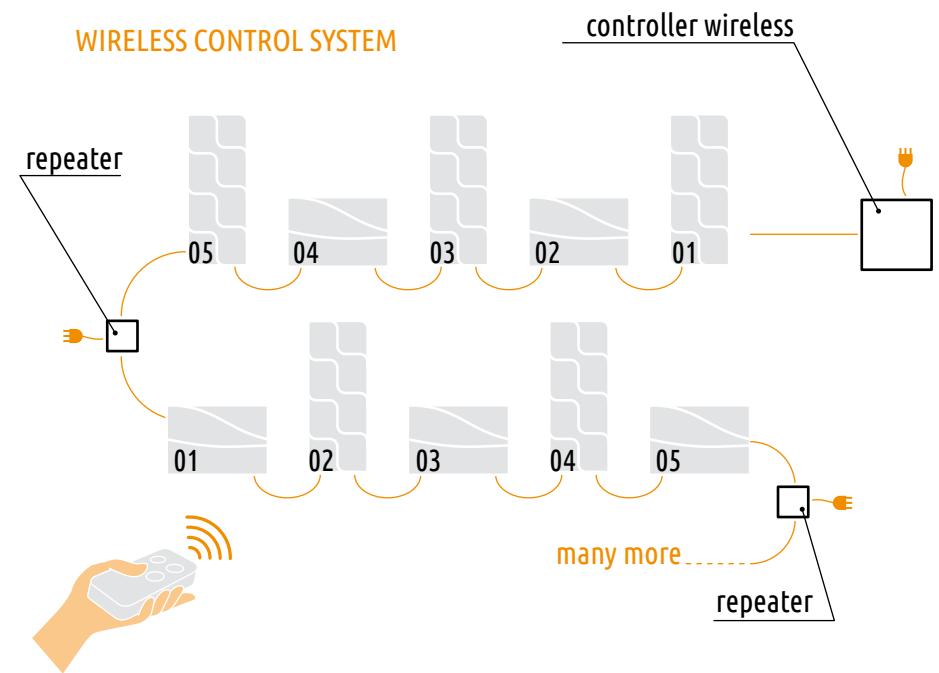 WIRELESS CONTROL SYSTEM
controller wireless
repeater
05 04 03 02 01
01 02 03 04 05
many more
repeater